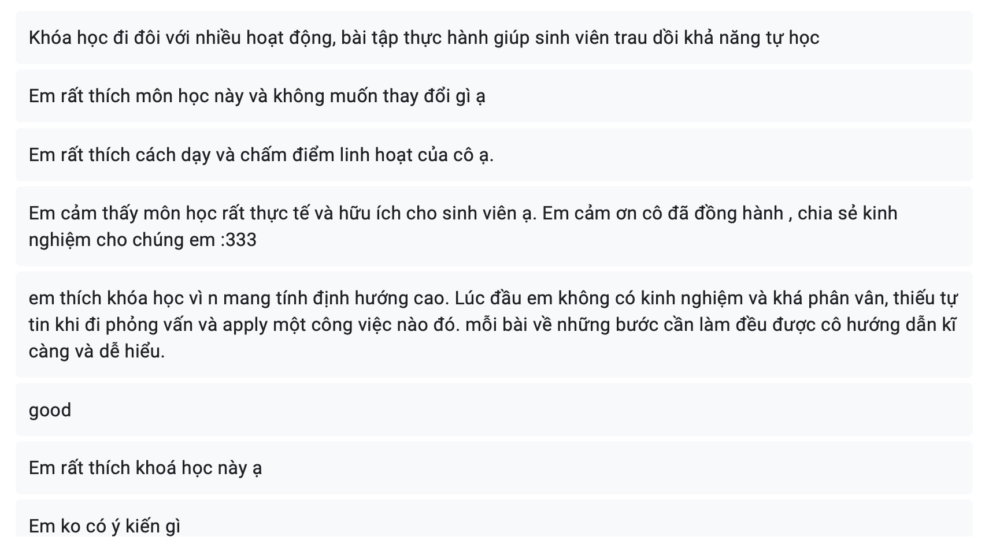 Khóa học đi đôi với nhiều hoạt động, bài tập thực hành giúp sinh viên trau dồi khả năng tự học
Em rất thích môn học này và không muốn thay đổi gì ạ
Em rất thích cách dạy và chấm điểm linh hoạt của cô ạ.
Em cảm thấy môn học rất thực tế và hữu ích cho sinh viên ạ. Em cảm ơn cô đã đồng hành , chia sẻ kinh
nghiệm cho chúng em :333
em thích khóa học vì n mang tính định hướng cao. Lúc đầu em không có kinh nghiệm và khá phân vân, thiếu tự
tin khi đi phỏng vấn và apply một công việc nào đó. mỗi bài về những bước cần làm đều được cô hướng dẫn kĩ
càng và dễ hiểu.
good
Em rất thích khoá học này ạ
Em ko có ý kiến gì